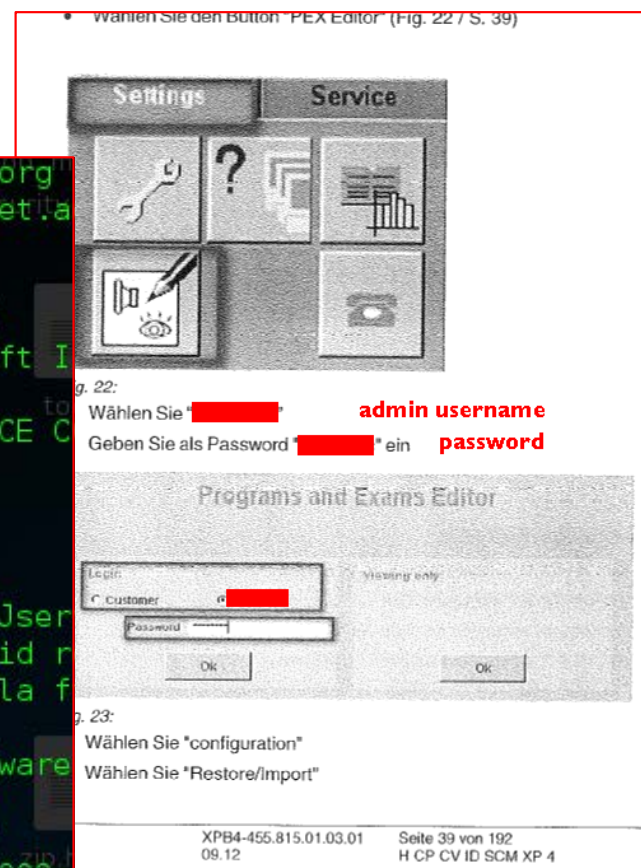 Wählen Sie den Button "PEX Editor" (Fig. 22 / S. 39)
Settings
Service
?
org
et.a
ft I
g. 22:
to
Wählen Sie " "
admin username
CE C
Geben Sie als Password " " ein
password
Programs and Exams Editor
Login
Viewing only
Customer
User
Password
id r
Ok
Ok
la f
g. 23:
Wählen Sie "configuration"
ware
Wählen Sie "Restore/Import"
XPB4-455.815.01.03.01
Seite 39 von 192
zip.
09.12
H CP CV ID SCM XP 4